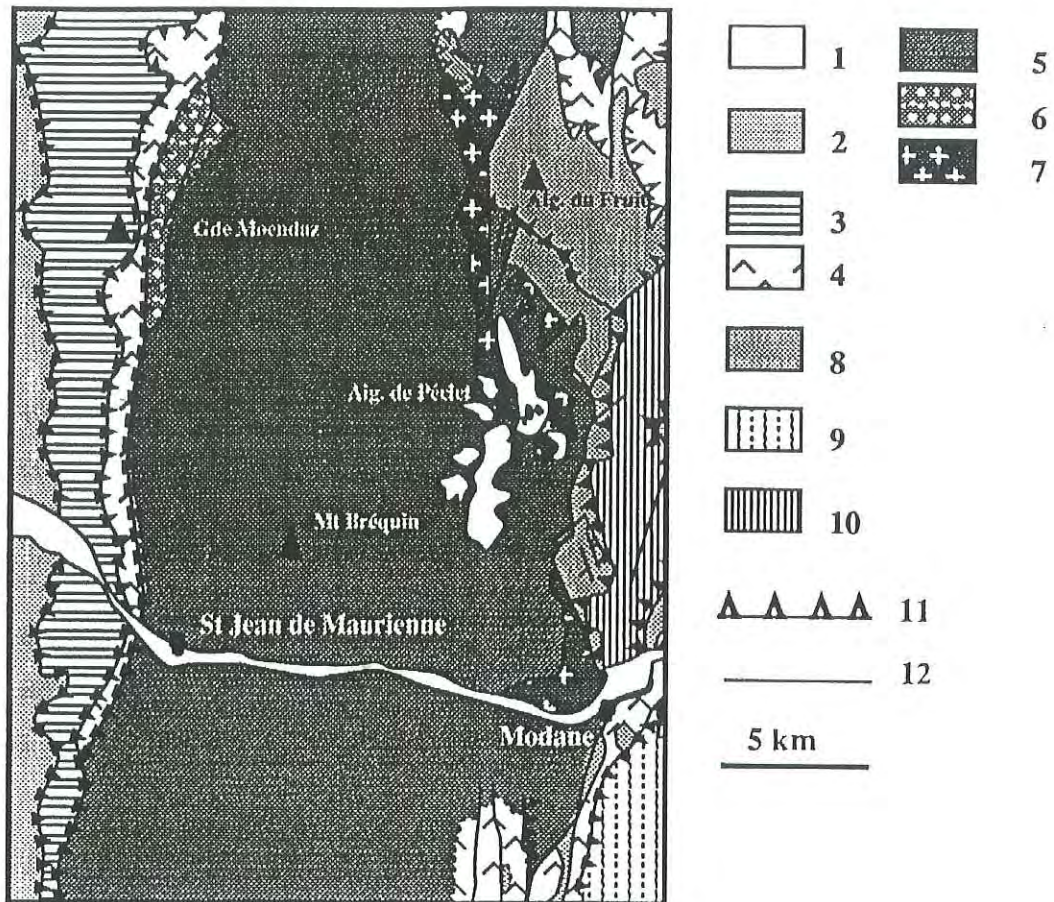 Aig. du Fruit
Gde Moendaz
Aig. de Péclet
Mt Bréquin
St Jean de Maurienne
Modane
1
2
3
4
8
9
10
11
12
5 km
5
6
7